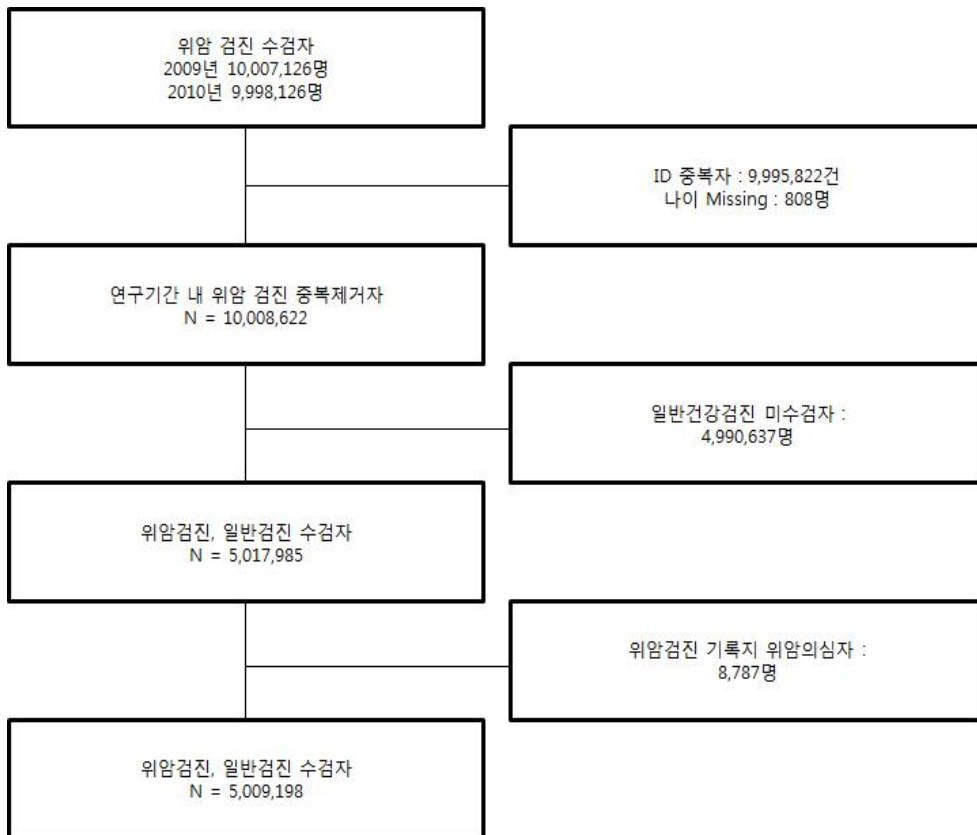 위암 검진 수검자
2009년 10,007,126명
2010년 9,998,126명
ID 중복자 : 9,995,822건
나이 Missing : 808명
연구기간 내 위암 검진 중복제거자
N = 10,008,622
일반건강검진 미수검자 :
4,990,637명
위암검진, 일반검진 수검자
N = 5,017,985
위암검진 기록지 위암의심자 :
8,787명
위암검진, 일반검진 수검자
N = 5,009,198